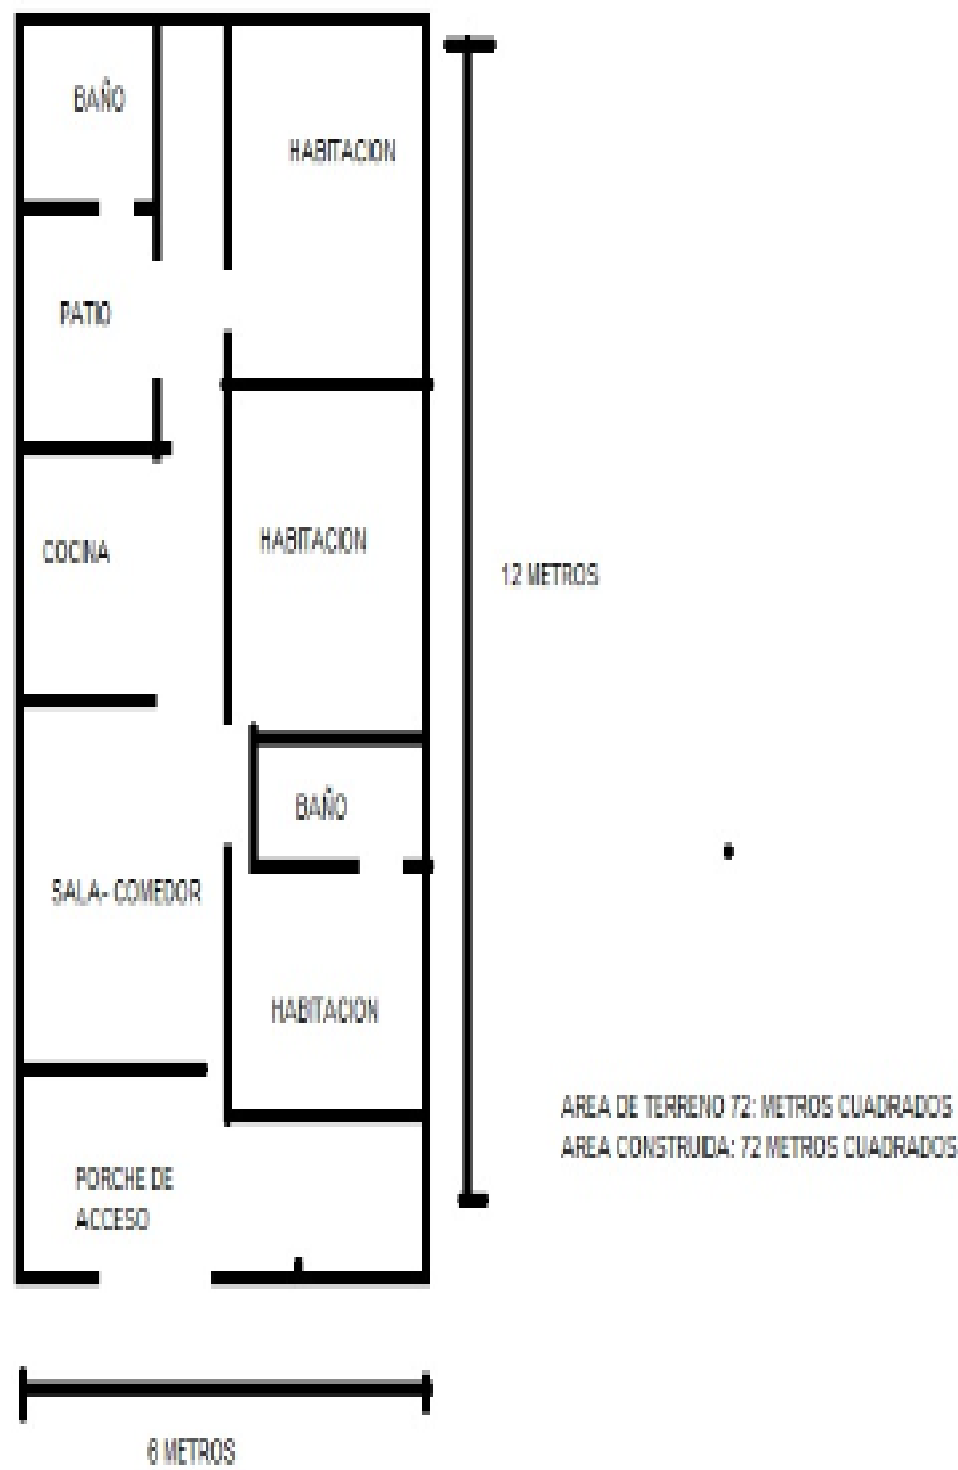 BAÑO
HABITACION
PATIO
COCINA
HABITACION
12 METROS
BAÑO
SALA- COMEDOR
HABITACION
AREA DE TERRENO 72: METROS CUADRADOS
AREA CONSTRUIDA: 72 METROS CUADRADOS
PORCHE DE
ACCESO
6 METROS